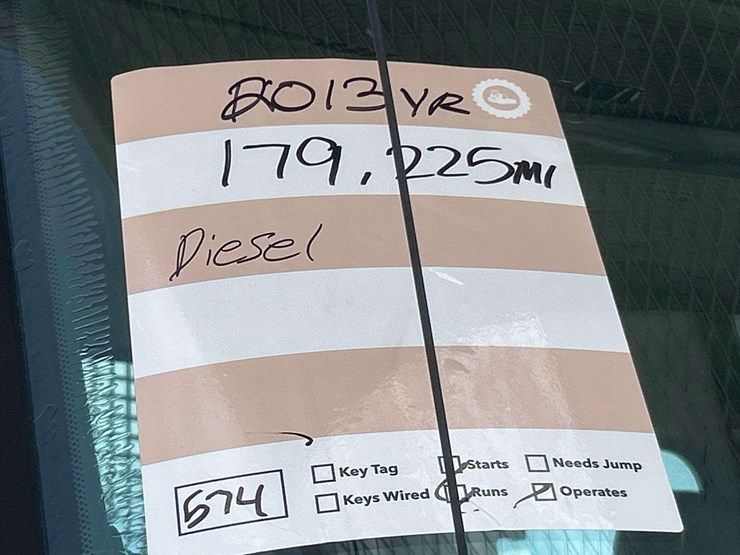 2013 YR
179,225 MI
Diesel
Key Tag Starts Needs Jump
574 Keys Wired Runs Operates